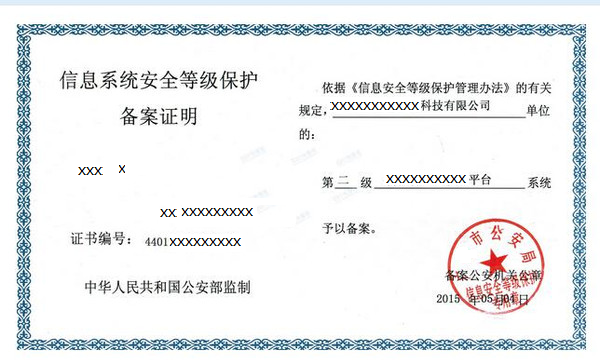 信息系统安全等级保护
备案证明
XXX X
XX XXXXXXXXX
证书编号: 4401XXXXXXXXX
中华人民共和国公安部监制
依据《信息安全等级保护管理办法》的有关
规定, XXXXXXXXXXX科技有限公司 单位
的:
第 二 级 XXXXXXXXXX平台 系统
予以备案。
市公安局
备案公安机关公章
信息安全等级保护
专用章
2015 年05月01日